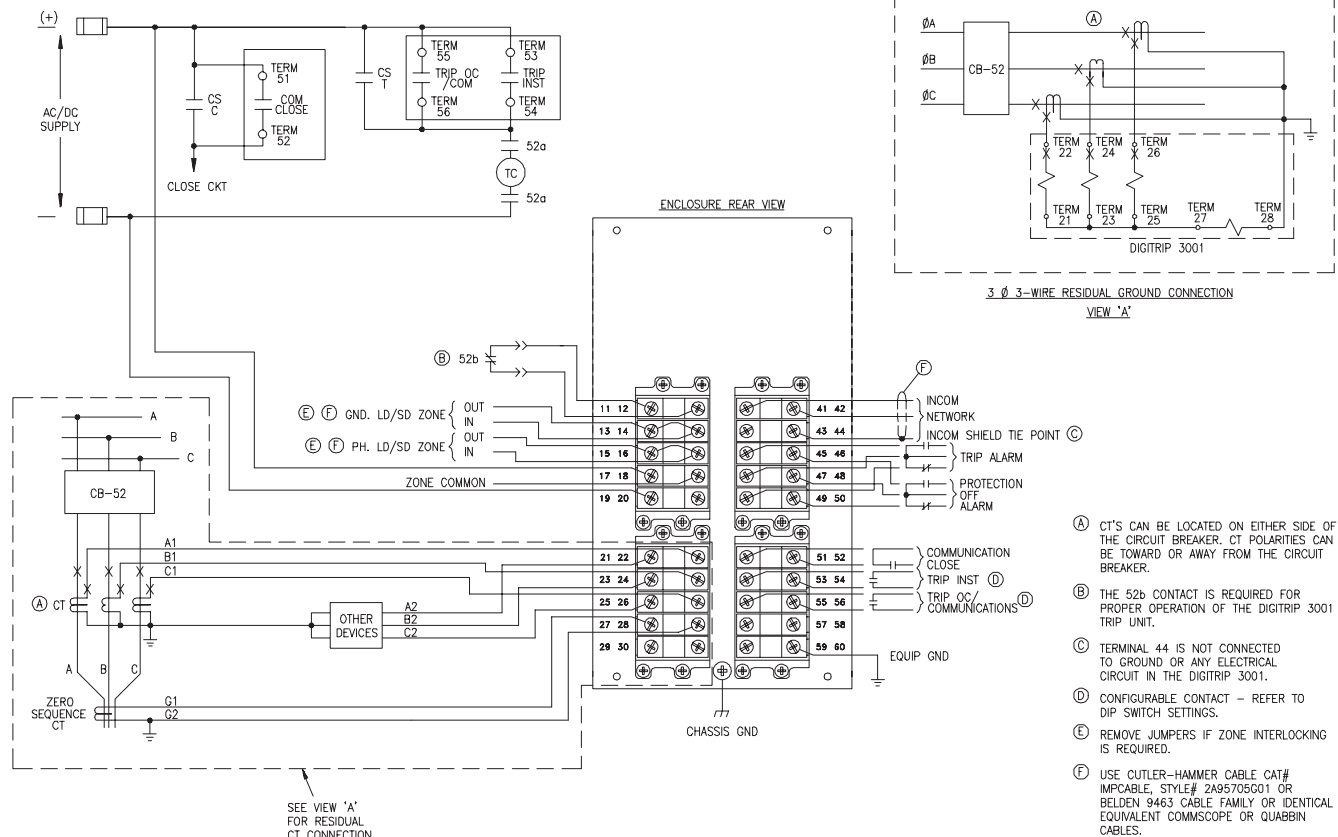 (+)
AC/DC
SUPPLY
CS
C
TERM
51
COM
CLOSE
TERM
52
CLOSE CKT
CS
T
TERM
55
TRIP OC
/COM
TERM
56
TERM
53
TRIP
INST
TERM
54
52a
TC
52a
ØA
ØB
ØC
CB-52
A
TERM
22
TERM
24
TERM
26
TERM
21
TERM
23
TERM
25
TERM
27
TERM
28
DIGITRIP 3001
3 Ø 3-WIRE RESIDUAL GROUND CONNECTION
VIEW 'A'
ENCLOSURE REAR VIEW
B 52b
E F GND. LD/SD ZONE
OUT
IN
E F PH. LD/SD ZONE
OUT
IN
ZONE COMMON
11 12
13 14
15 16
17 18
19 20
21 22
23 24
25 26
27 28
29 30
41 42
43 44
45 46
47 48
49 50
51 52
53 54
55 56
57 58
59 60
F
INCOM
NETWORK
INCOM SHIELD TIE POINT C
TRIP ALARM
PROTECTION
OFF
ALARM
COMMUNICATION
CLOSE
TRIP INST D
TRIP OC/
COMMUNICATIONS D
EQUIP GND
CHASSIS GND
A
B
C
CB-52
A1
B1
C1
A CT
OTHER
DEVICES
A2
B2
C2
A B C
ZERO
SEQUENCE
CT
G1
G2
SEE VIEW 'A'
FOR RESIDUAL
CT CONNECTION
A CT'S CAN BE LOCATED ON EITHER SIDE OF
THE CIRCUIT BREAKER. CT POLARITIES CAN
BE TOWARD OR AWAY FROM THE CIRCUIT
BREAKER.
B THE 52b CONTACT IS REQUIRED FOR
PROPER OPERATION OF THE DIGITRIP 3001
TRIP UNIT.
C TERMINAL 44 IS NOT CONNECTED
TO GROUND OR ANY ELECTRICAL
CIRCUIT IN THE DIGITRIP 3001.
D CONFIGURABLE CONTACT - REFER TO
DIP SWITCH SETTINGS.
E REMOVE JUMPERS IF ZONE INTERLOCKING
IS REQUIRED.
F USE CUTLER-HAMMER CABLE CAT#
IMPCABLE, STYLE# 2A95705G01 OR
BELDEN 9463 CABLE FAMILY OR IDENTICAL
EQUIVALENT COMMSCOPE OR QUABBIN
CABLES.